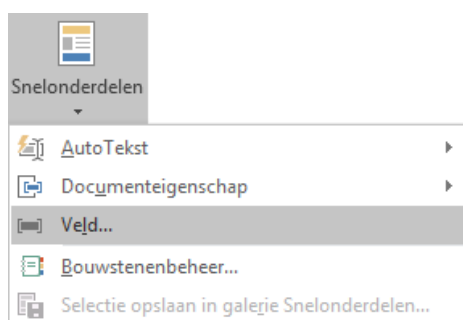 Snelonderdelen
AutoTekst
Documenteigenschap
Veld...
Bouwstenenbeheer...
Selectie opslaan in galerie Snelonderdelen...